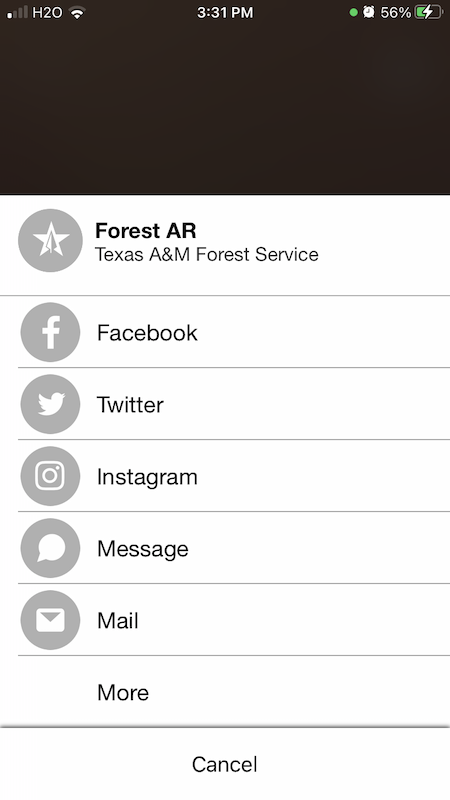 H2O 3:31 PM 56%
Forest AR
Texas A&M Forest Service
Facebook
Twitter
Instagram
Message
Mail
More
Cancel